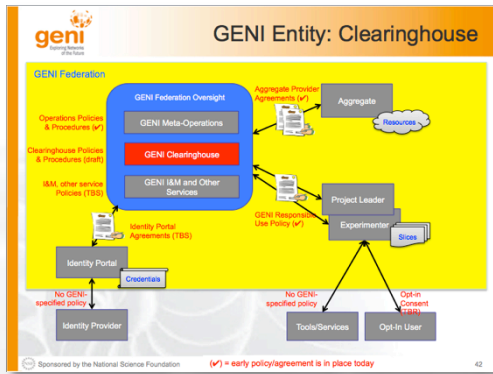 geni
Exploring Networks
of the Future
GENI Entity: Clearinghouse
GENI Federation
GENI Federation Oversight
GENI Meta-Operations
GENI Clearinghouse
GENI I&M and Other
Services
Operations Policies
& Procedures (✔)
Clearinghouse Policies
& Procedures (draft)
I&M, other service
Policies (TBS)
Aggregate Provider
Agreements (✔)
Aggregate
Resources
Project Leader
Experimenter
Slices
GENI Responsible
Use Policy (✔)
Identity Portal
Agreements (TBS)
Identity Portal
Credentials
No GENI-
specified policy
Identity Provider
No GENI-
specified policy
Tools/Services
Opt-in
Consent
(TBR)
Opt-In User
Sponsored by the National Science Foundation
(✔) = early policy/agreement is in place today
42